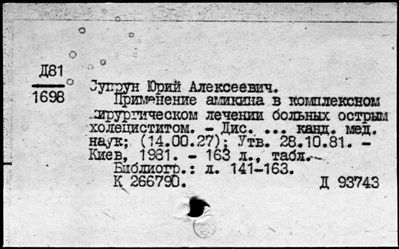 Д81
1698
Супрун Юрий Алексеевич.
Применение амикина в комплексном
хирургическом лечении больных острым
холециститом. - Дис. ... канд. мед.
наук; (14.00.27); Утв. 28.10.81. -
Киев, 1981. - 163 л., табл.-
Библиогр.: л. 141-163.
К 266790. Д 93743